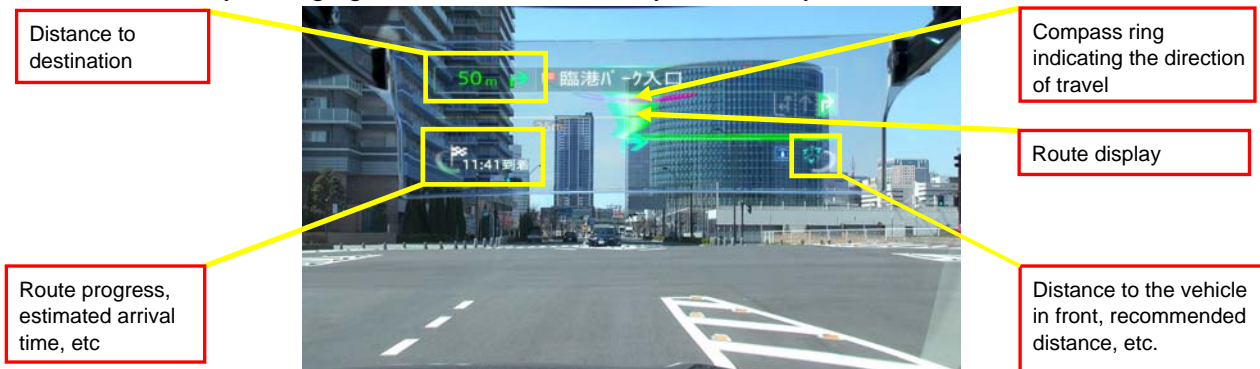 Distance to
destination
50m
臨港パーク入口
Compass ring
indicating the direction
of travel
11:41到着
Route display
Route progress,
estimated arrival
time, etc
Distance to the vehicle
in front, recommended
distance, etc.